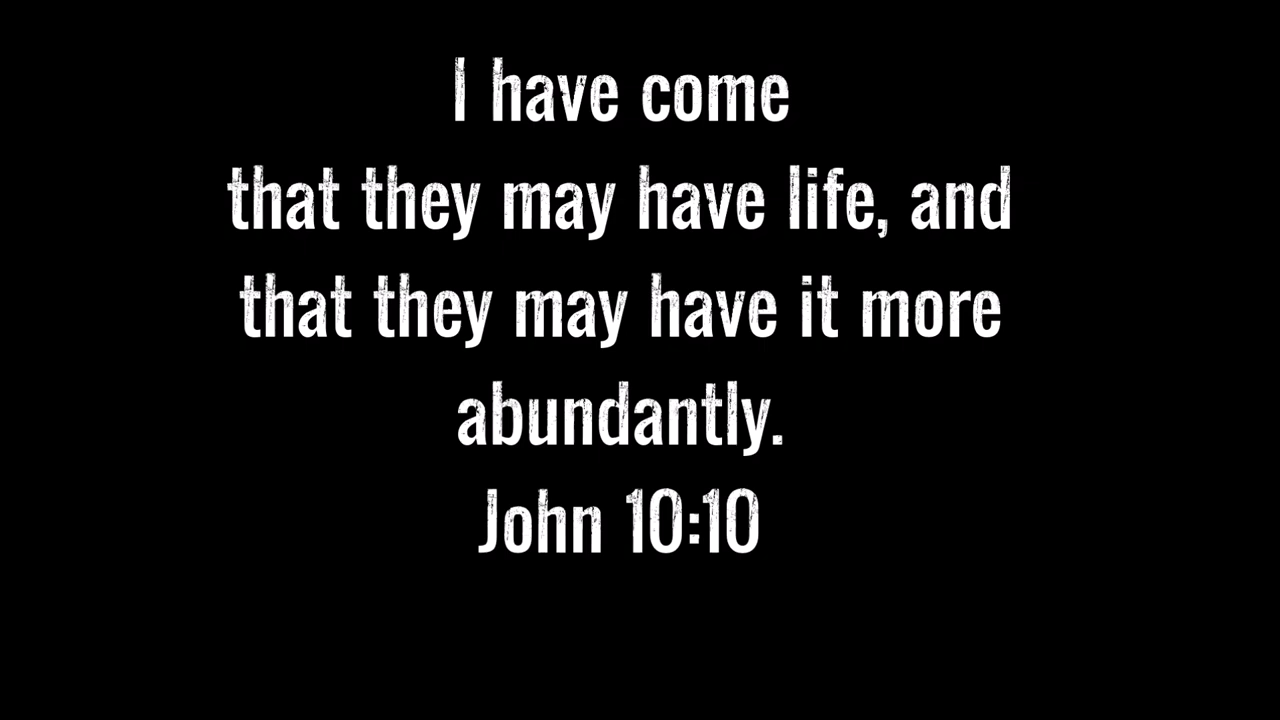 I have come
that they may have life, and
that they may have it more
abundantly.
John 10:10